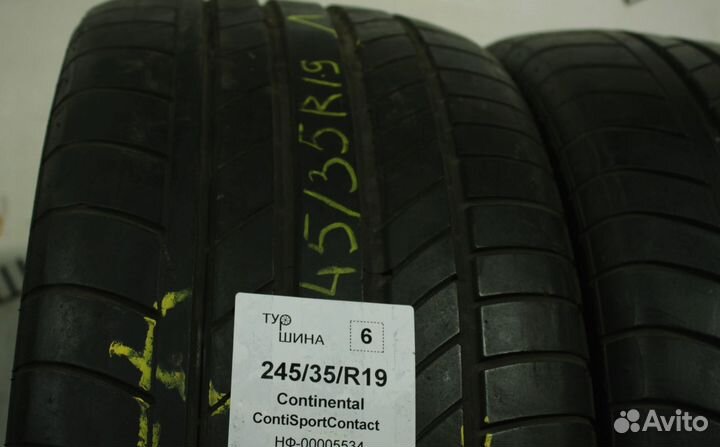 45/35R19
ТУР
ШИНА
6
245/35/R19
Continental
ContiSportContact
НФ-00005534
Avito